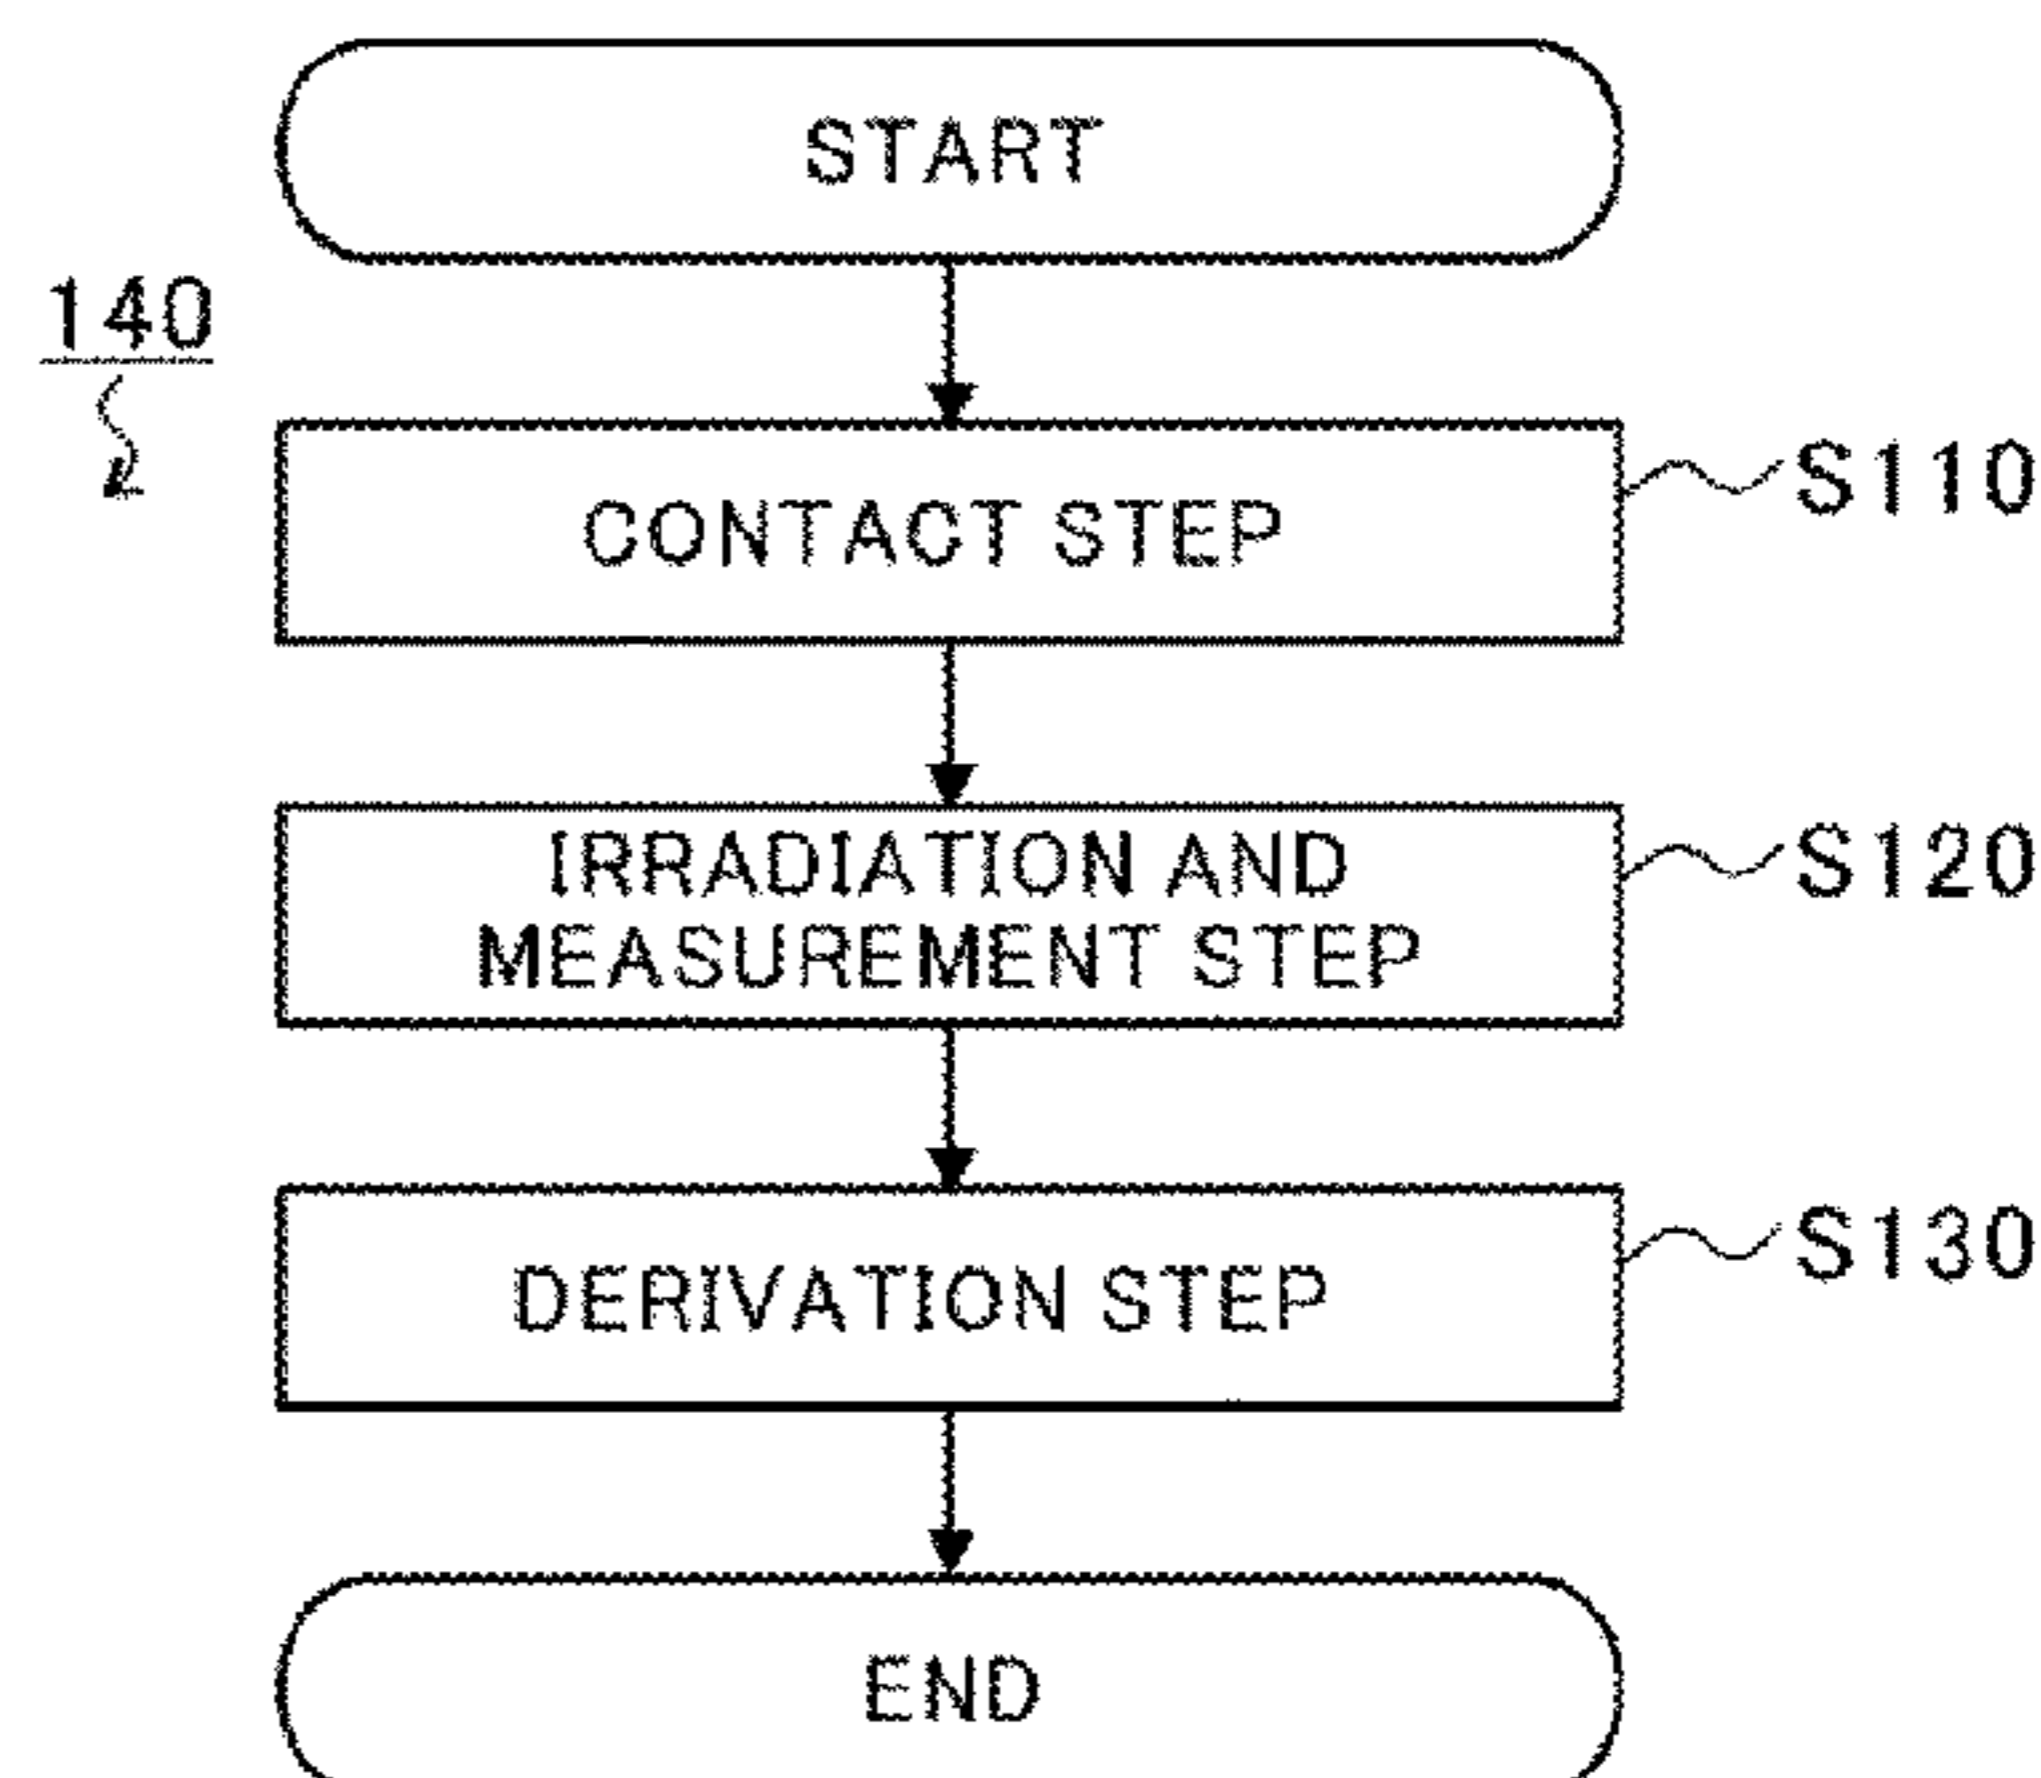 START
140
CONTACT STEP
S110
IRRADIATION AND
MEASUREMENT STEP
S120
DERIVATION STEP
S130
END